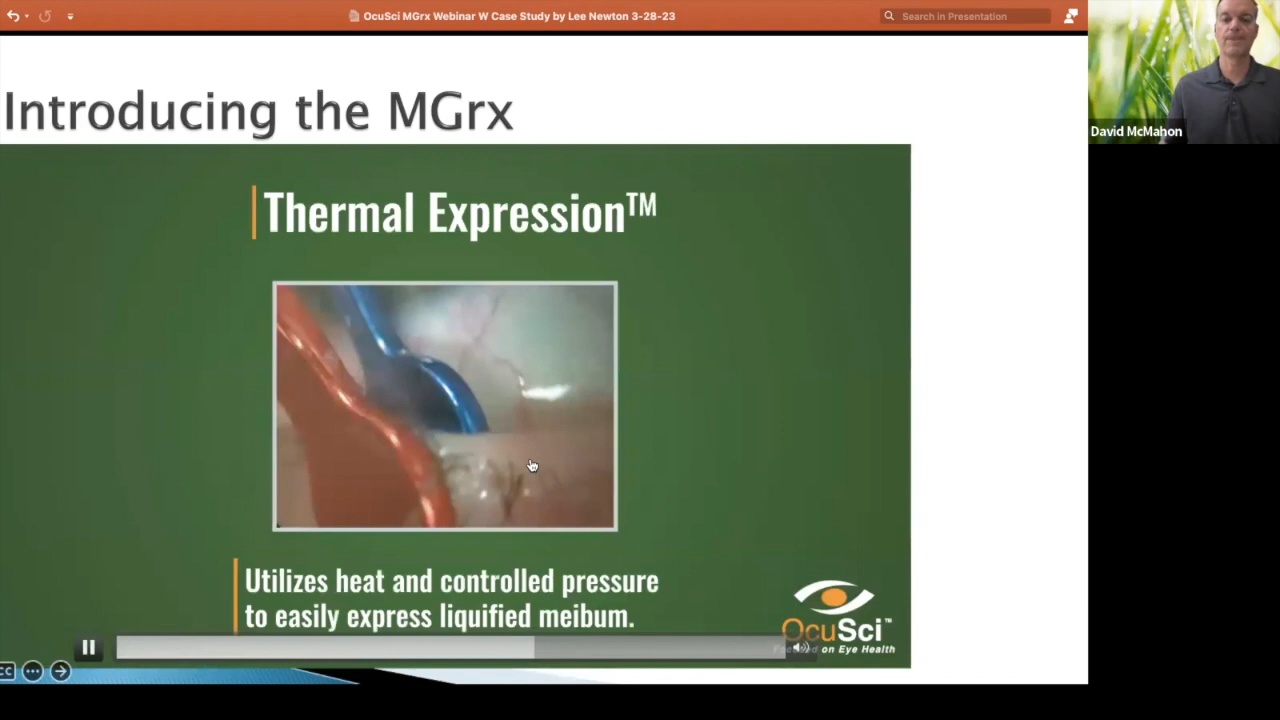 OcuSci MGrx Webinar W Case Study by Lee Newton 3-28-23
Search in Presentation
David McMahon
Introducing the MGrx
Thermal Expression™
Utilizes heat and controlled pressure
to easily express liquified meibum.
OcuSci™
on Eye Health
CC